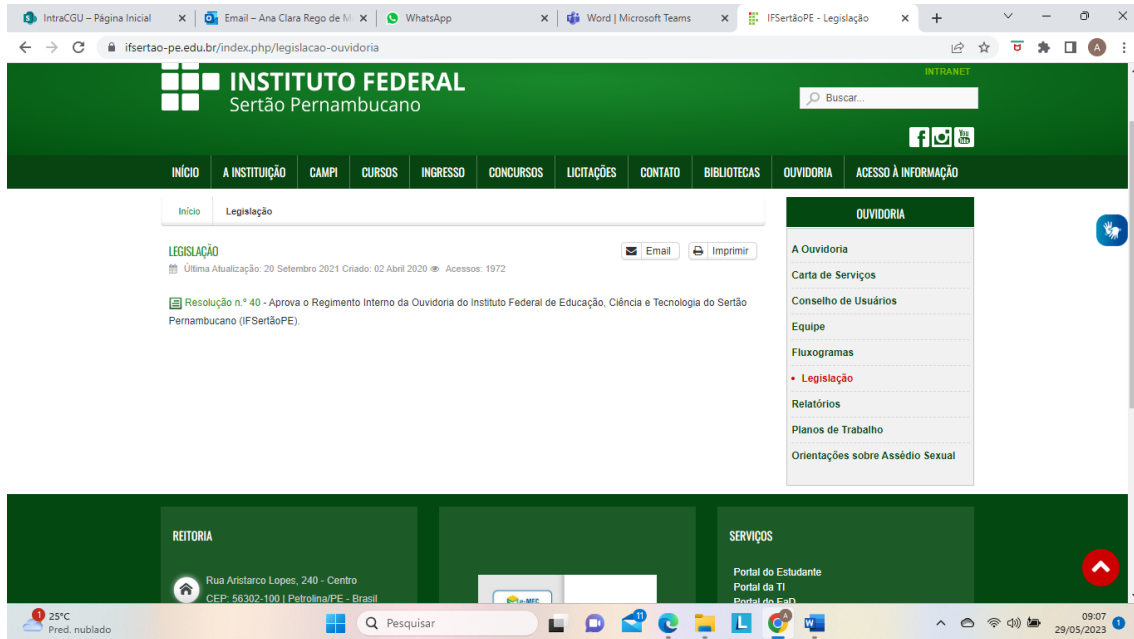 IntraCGU – Página Inicial
Email – Ana Clara Rego de M
WhatsApp
Word | Microsoft Teams
IFSertãoPE - Legislação
ifsertao-pe.edu.br/index.php/legislacao-ouvidoria
A
INTRANET
INSTITUTO FEDERAL
Sertão Pernambucano
Buscar...
You Tube
INÍCIO A INSTITUIÇÃO CAMPI CURSOS INGRESSO CONCURSOS LICITAÇÕES CONTATO BIBLIOTECAS OUVIDORIA ACESSO À INFORMAÇÃO
Início Legislação
LEGISLAÇÃO
Email Imprimir
Última Atualização: 20 Setembro 2021 Criado: 02 Abril 2020 Acessos: 1972
Resolução n.º 40 - Aprova o Regimento Interno da Ouvidoria do Instituto Federal de Educação, Ciência e Tecnologia do Sertão
Pernambucano (IFSertãoPE).
OUVIDORIA
A Ouvidoria
Carta de Serviços
Conselho de Usuários
Equipe
Fluxogramas
Legislação
Relatórios
Planos de Trabalho
Orientações sobre Assédio Sexual
REITORIA
Rua Aristarco Lopes, 240 - Centro
CEP: 56302-100 | Petrolina/PE - Brasil
e-MEC
SERVIÇOS
Portal do Estudante
Portal da TI
Portal do EaD
1
25°C
Pred. nublado
Pesquisar
11
L
A
09:07
29/05/2023
1